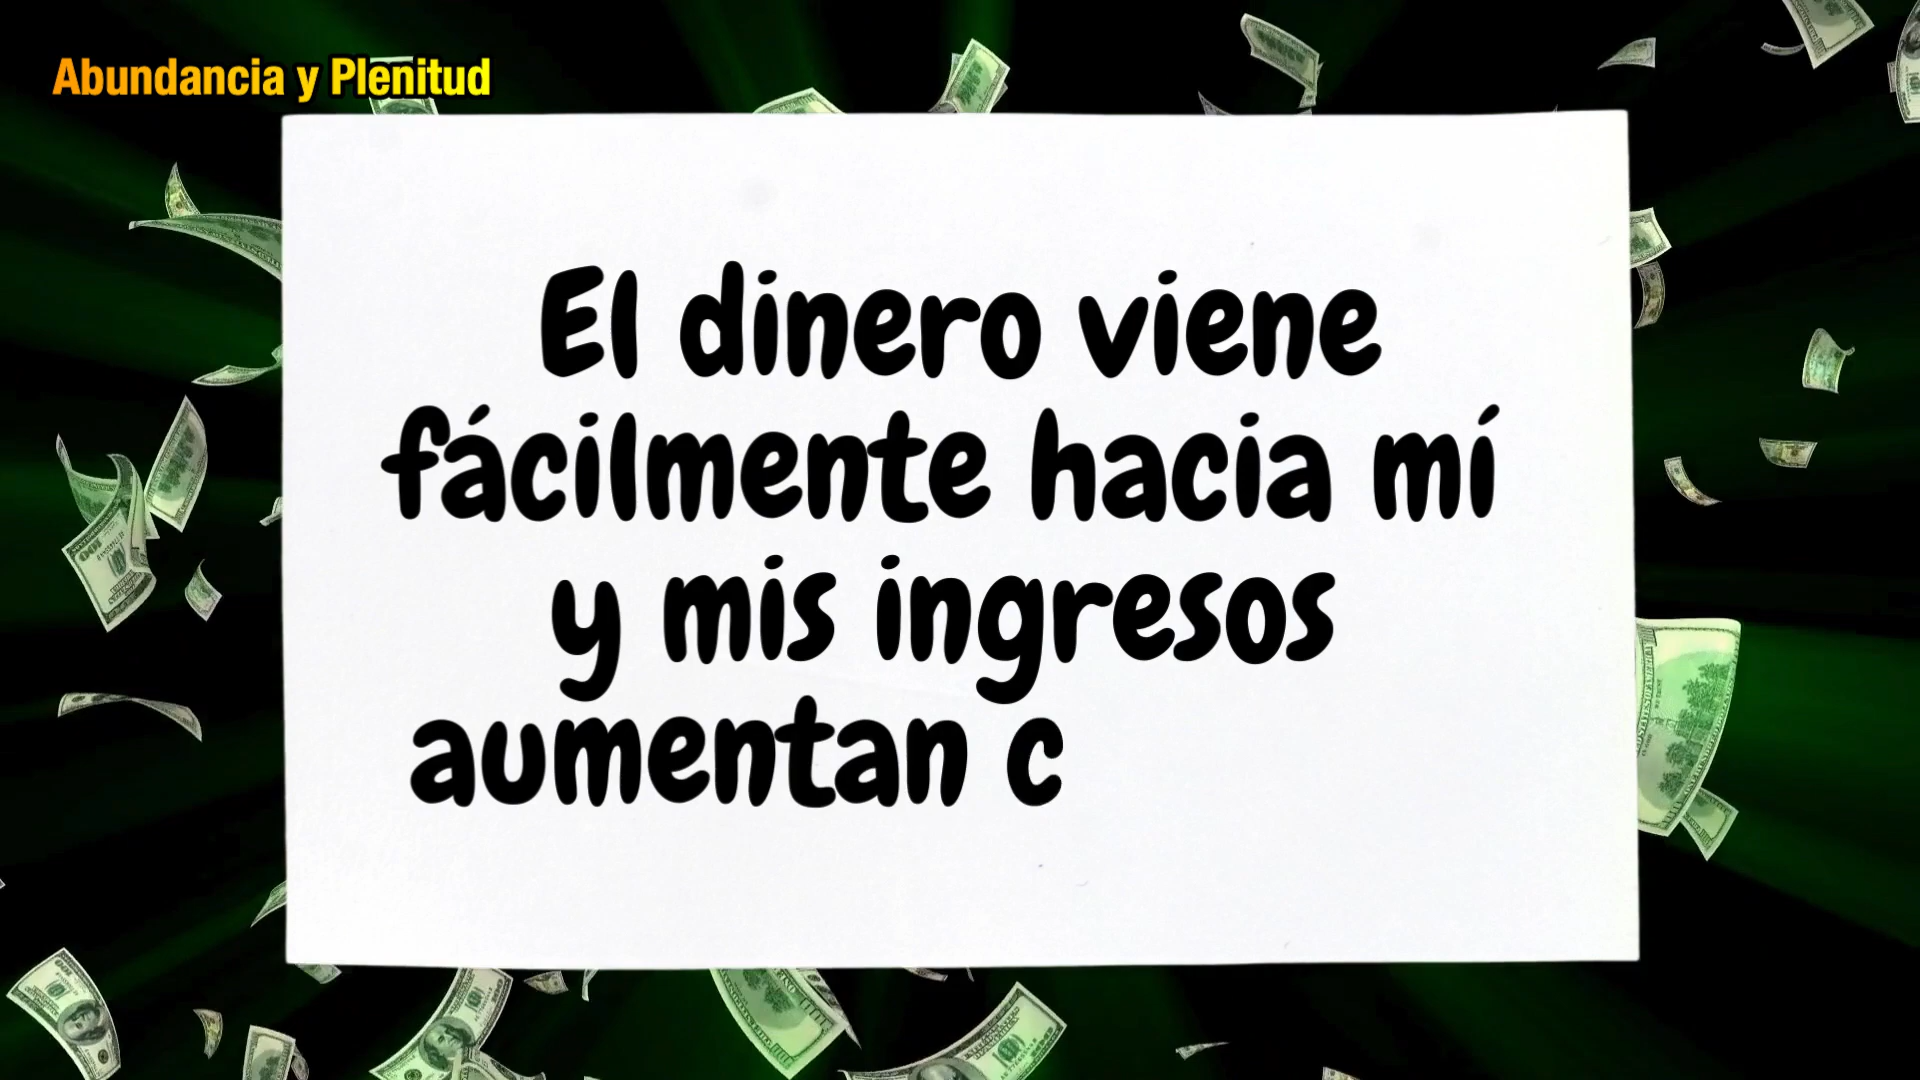 Abundancia y Plenitud
El dinero viene
fácilmente hacia mí
y mis ingresos
aumentan c